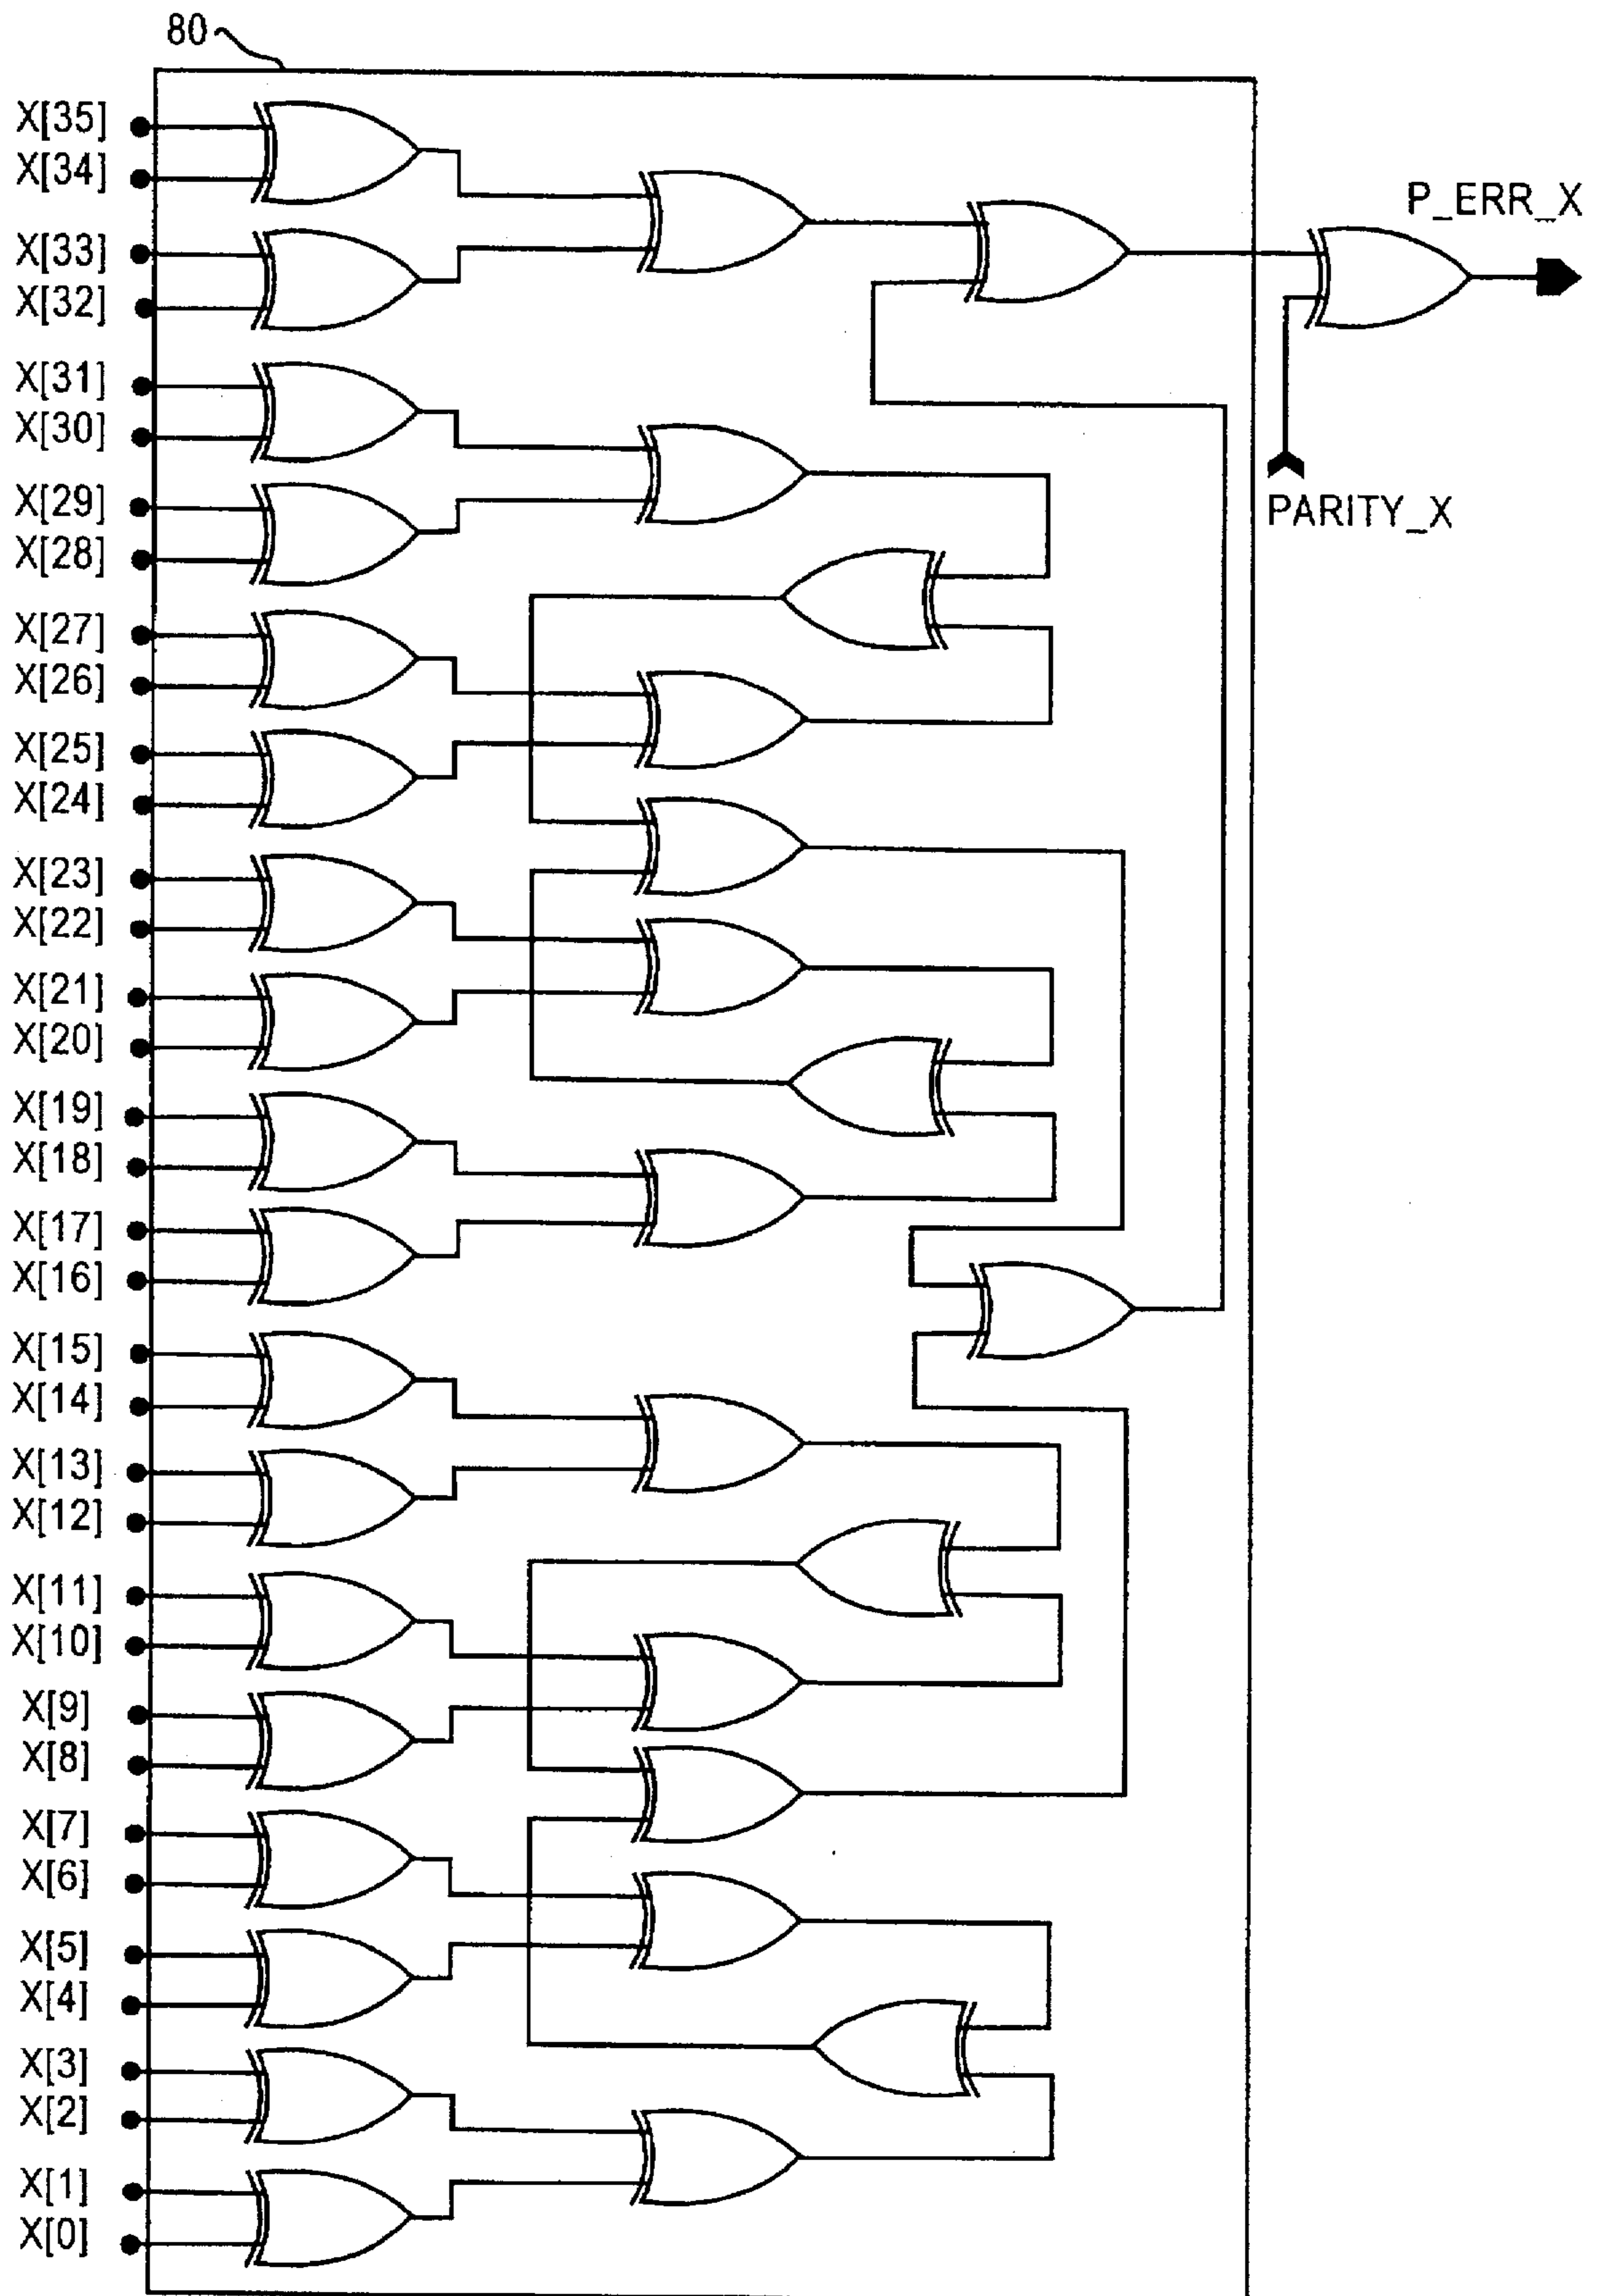 80
X[35]
X[34]
P_ERR_X
X[33]
X[32]
X[31]
X[30]
PARITY_X
X[29]
X[28]
X[27]
X[26]
X[25]
X[24]
X[23]
X[22]
X[21]
X[20]
X[19]
X[18]
X[17]
X[16]
X[15]
X[14]
X[13]
X[12]
X[11]
X[10]
X[9]
X[8]
X[7]
X[6]
X[5]
X[4]
X[3]
X[2]
X[1]
X[0]